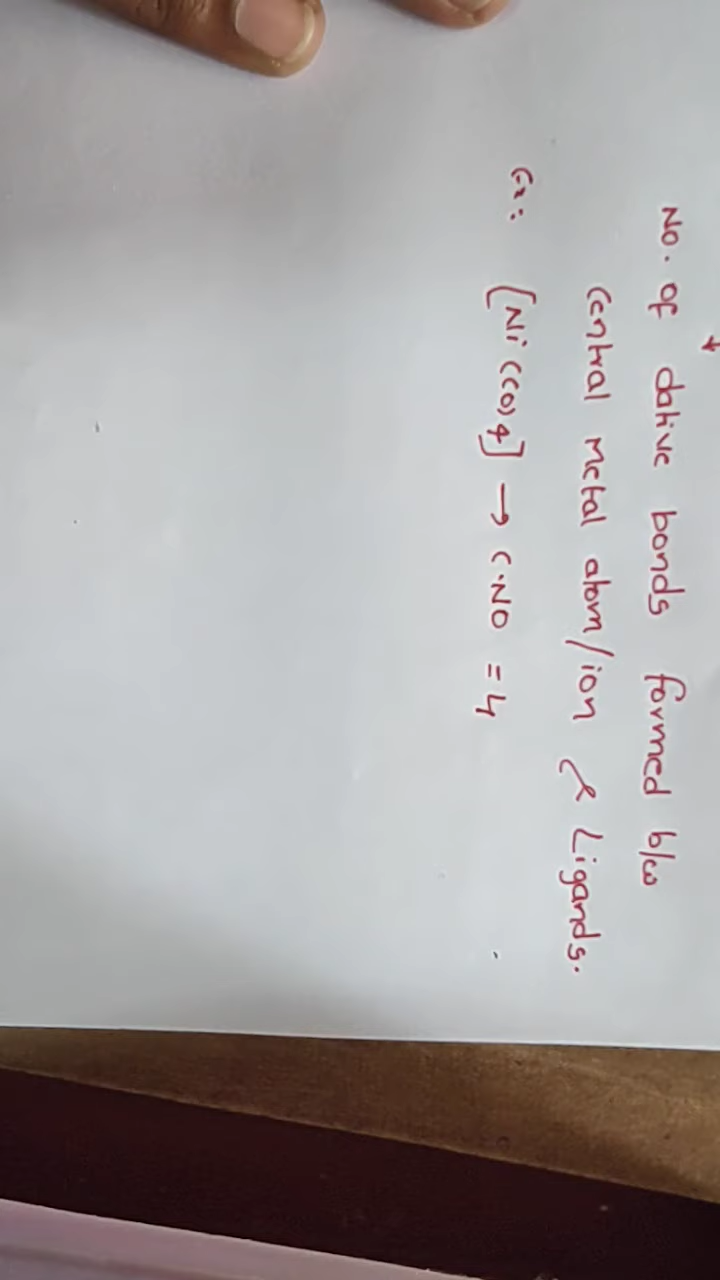 ↓
No. of dative bonds formed b/w
Central Metal atom/ion & Ligands.
Ex: [Ni(CO)4] → C.NO = 4